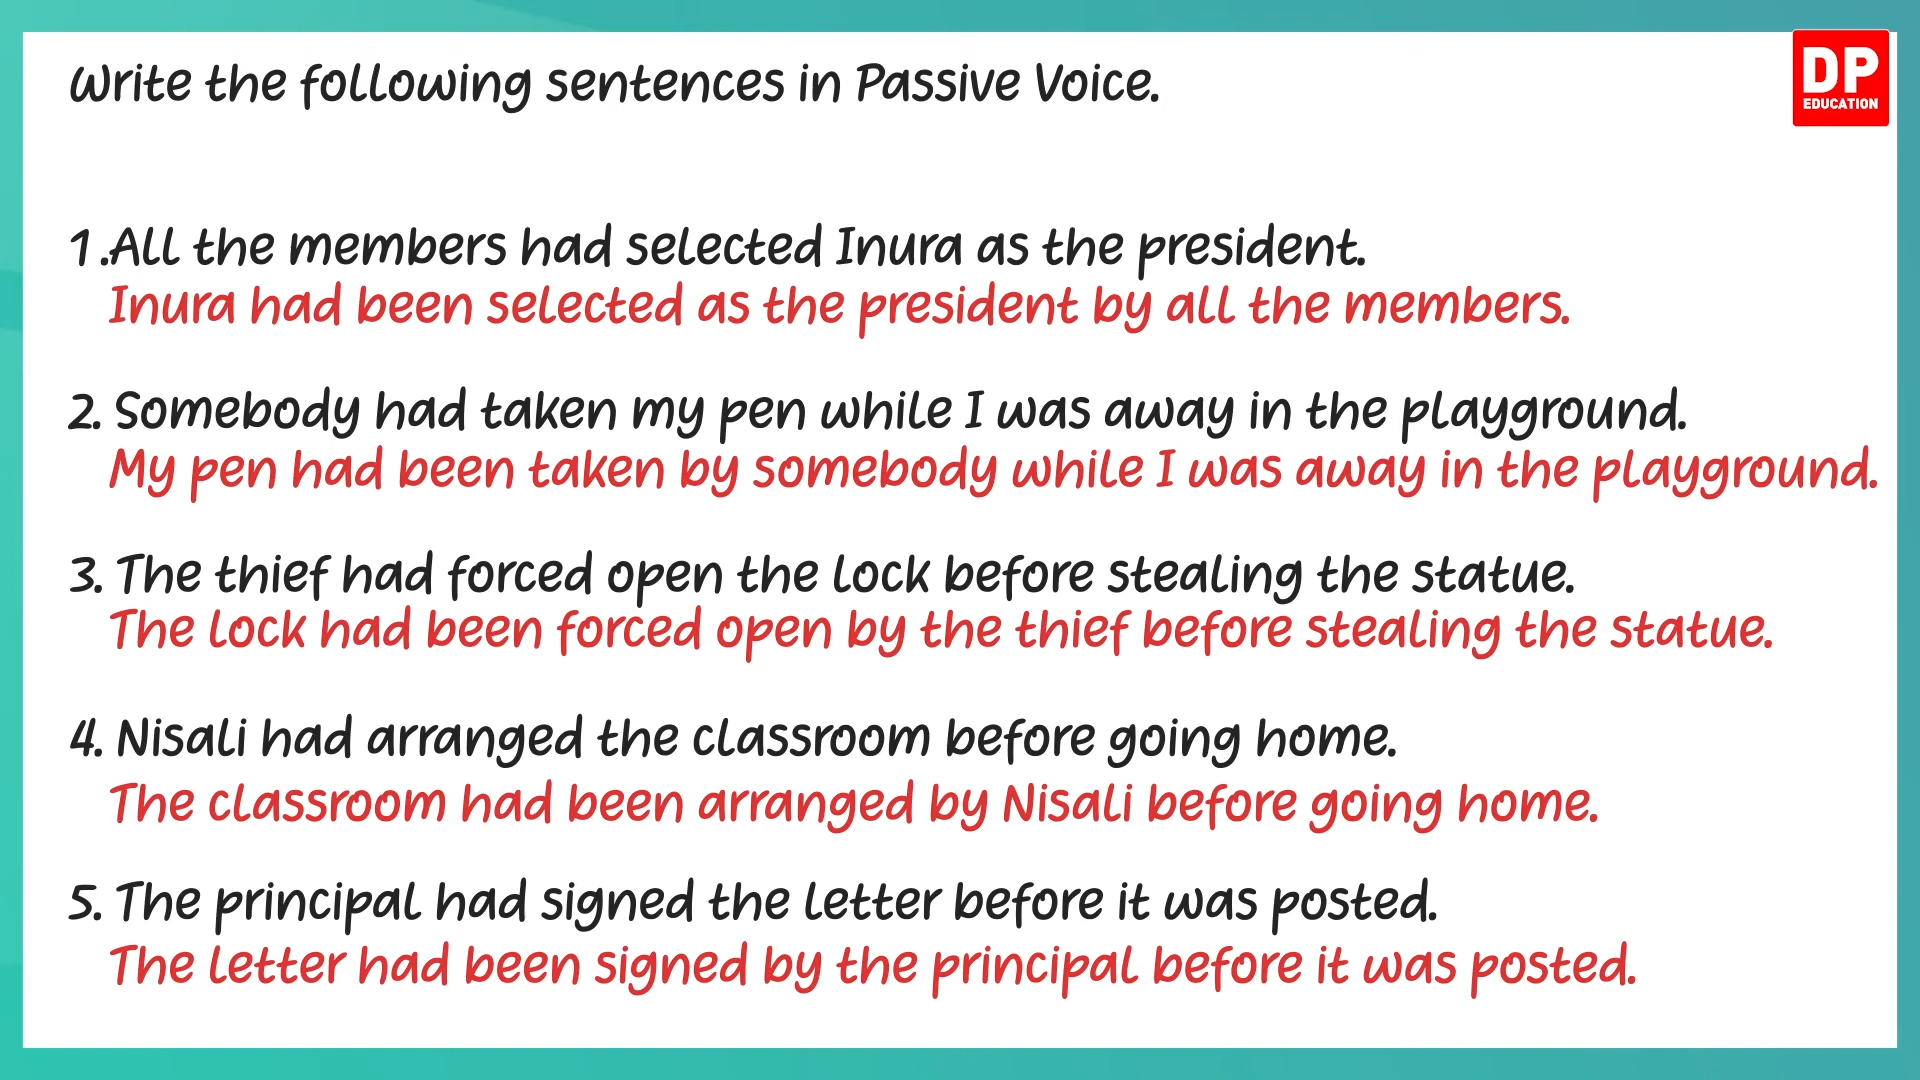 Write the following sentences in Passive Voice.
DP
EDUCATION
1.All the members had selected Inura as the president.
Inura had been selected as the president by all the members.
2. Somebody had taken my pen while I was away in the playground.
My pen had been taken by somebody while I was away in the playground.
3. The thief had forced open the lock before stealing the statue.
The lock had been forced open by the thief before stealing the statue.
4. Nisali had arranged the classroom before going home.
The classroom had been arranged by Nisali before going home.
5. The principal had signed the letter before it was posted.
The letter had been signed by the principal before it was posted.